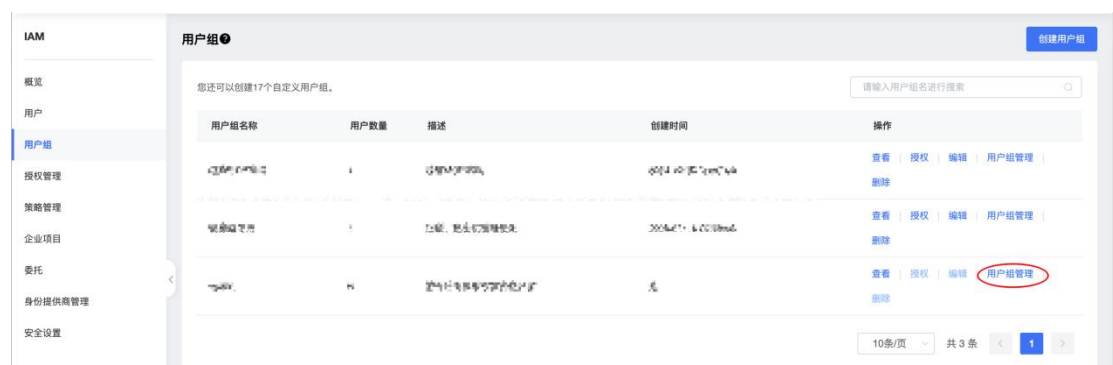 IAM
用户组?
创建用户组
概览
用户
用户组
授权管理
策略管理
企业项目
委托
身份提供商管理
安全设置
您还可以创建17个自定义用户组。
请输入用户组名进行搜索
用户组名称 用户数量 描述 创建时间 操作
查看 授权 编辑 用户组管理
删除
查看 授权 编辑 用户组管理
删除
查看 授权 编辑 用户组管理
删除
10条/页 共 3 条 < 1 >